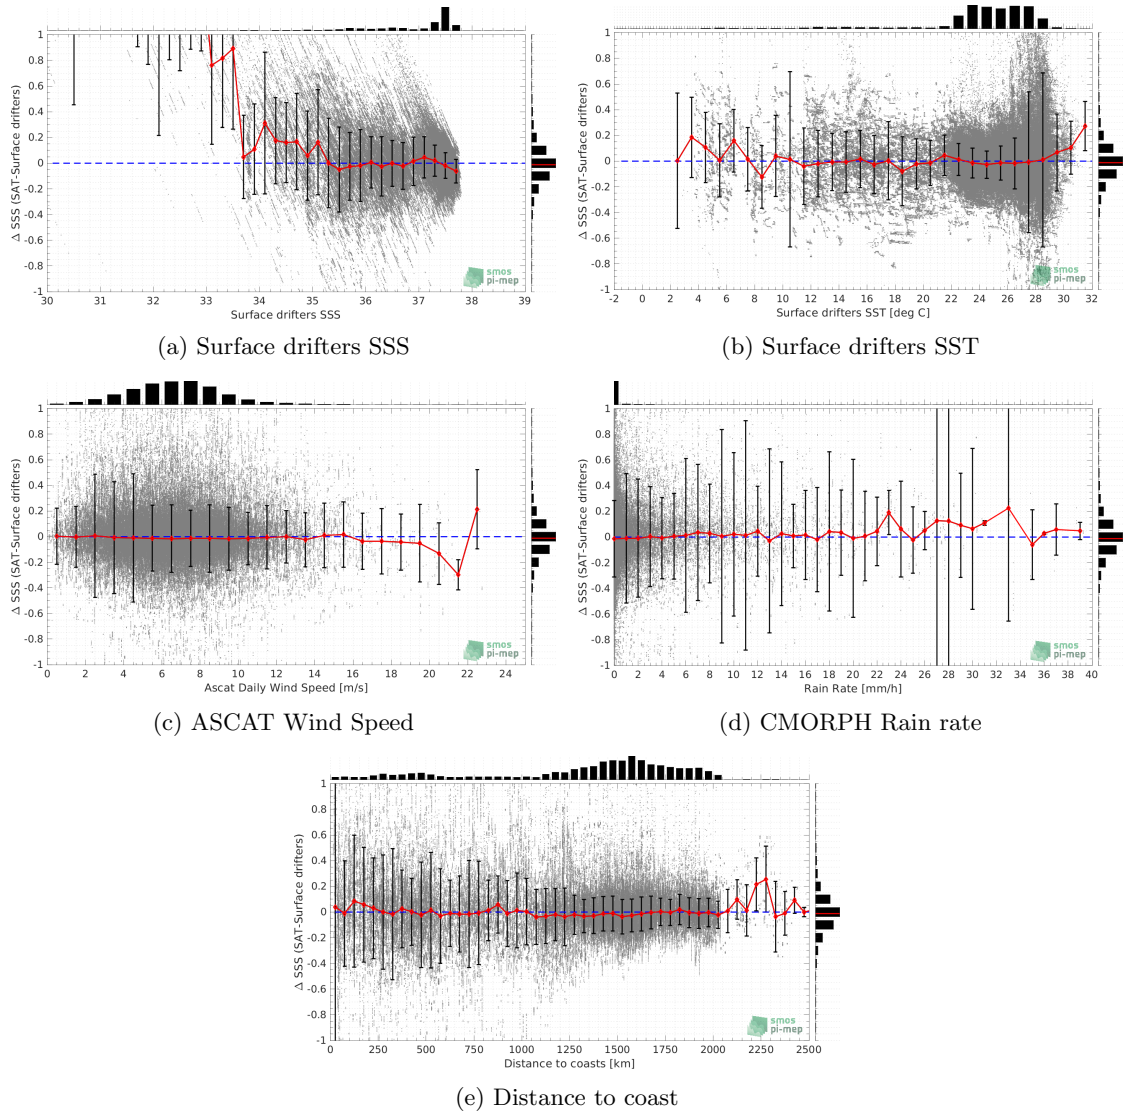 1
0.8
0.6
0.4
0.2
0
-0.2
-0.4
-0.6
-0.8
-1
Δ SSS (SAT-Surface drifters)
30 31 32 33 34 35 36 37 38 39
Surface drifters SSS
smos
pi-mep
(a) Surface drifters SSS
1
0.8
0.6
0.4
0.2
0
-0.2
-0.4
-0.6
-0.8
-1
Δ SSS (SAT-Surface drifters)
-2 0 2 4 6 8 10 12 14 16 18 20 22 24 26 28 30 32
Surface drifters SST [deg C]
smos
pi-mep
(b) Surface drifters SST
1
0.8
0.6
0.4
0.2
0
-0.2
-0.4
-0.6
-0.8
-1
Δ SSS (SAT-Surface drifters)
0 2 4 6 8 10 12 14 16 18 20 22 24
Ascat Daily Wind Speed [m/s]
smos
pi-mep
(c) ASCAT Wind Speed
1
0.8
0.6
0.4
0.2
0
-0.2
-0.4
-0.6
-0.8
-1
Δ SSS (SAT-Surface drifters)
0 2 4 6 8 10 12 14 16 18 20 22 24 26 28 30 32 34 36 38 40
Rain Rate [mm/h]
smos
pi-mep
(d) CMORPH Rain rate
1
0.8
0.6
0.4
0.2
0
-0.2
-0.4
-0.6
-0.8
-1
Δ SSS (SAT-Surface drifters)
0 250 500 750 1000 1250 1500 1750 2000 2250 2500
Distance to coasts [km]
smos
pi-mep
(e) Distance to coast